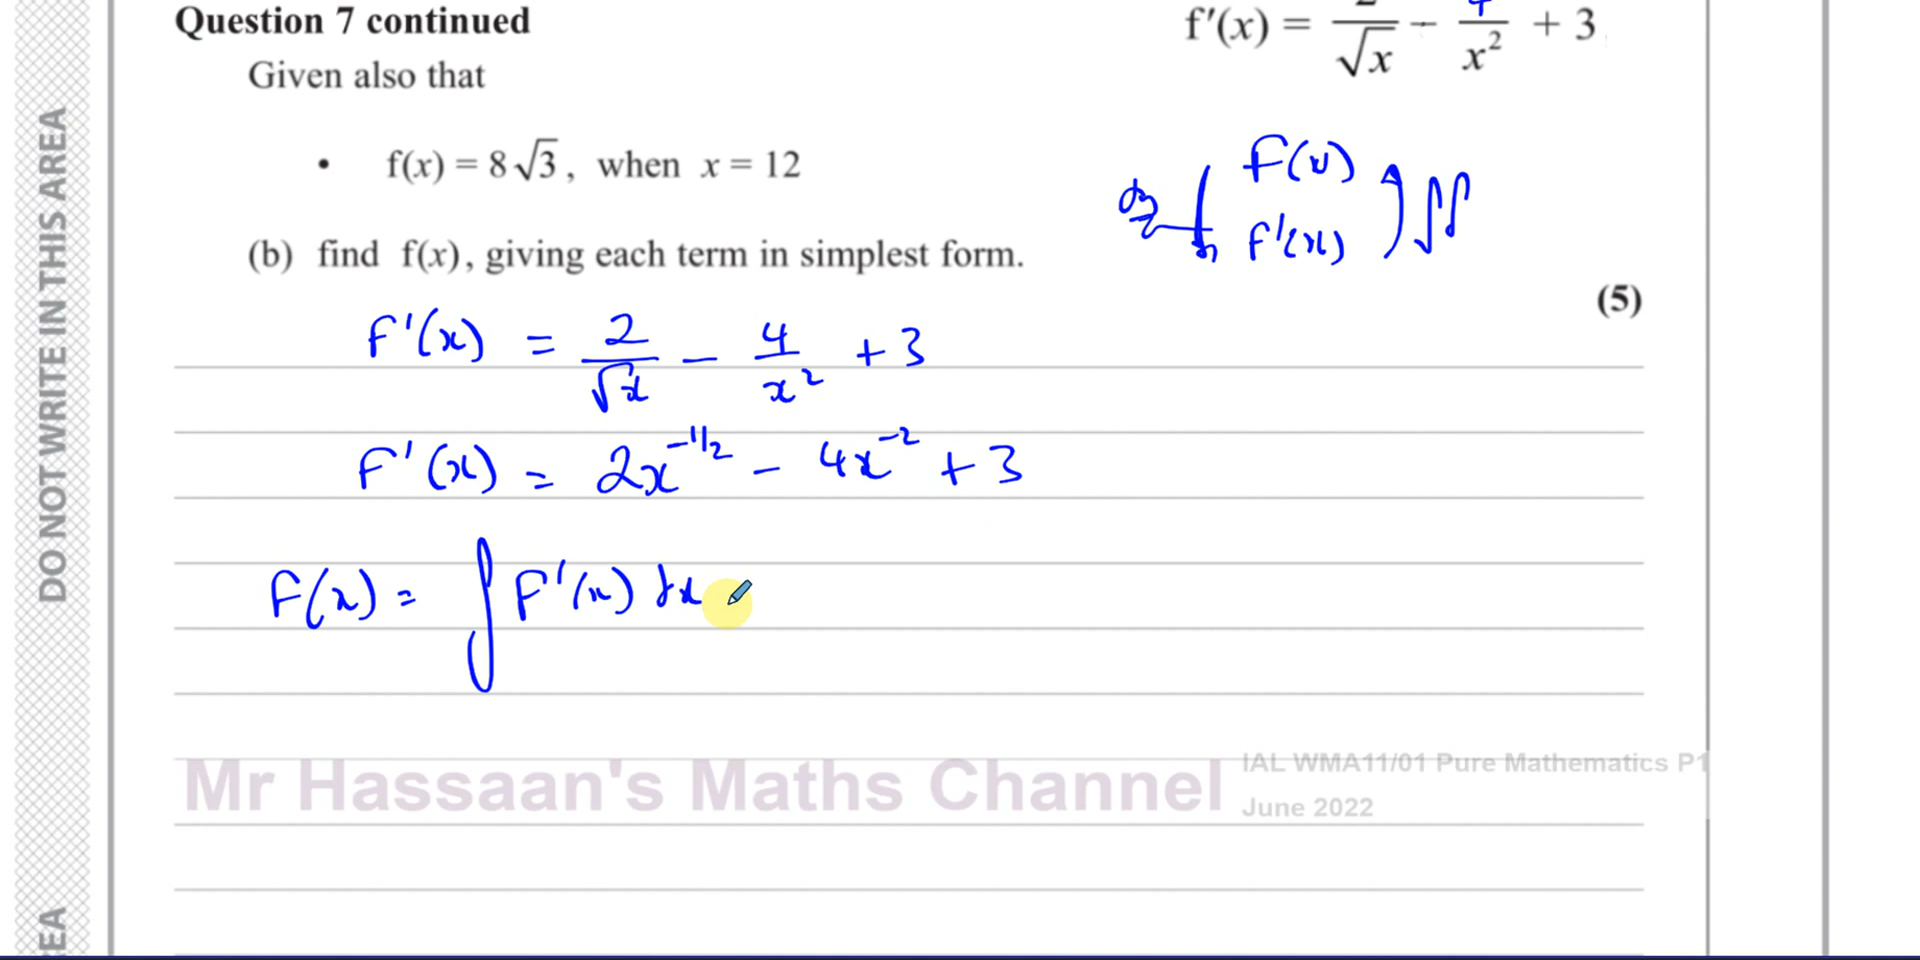 Question 7 continued
f′(x) = 2/√x − 4/x² + 3
Given also that
• f(x) = 8√3, when x = 12
f(x)
f'(x)
∫
(b) find f(x), giving each term in simplest form.
(5)
f'(x) = 2/√x − 4/x² + 3
f'(x) = 2x^(-1/2) − 4x^(-2) + 3
f(x) = ∫ f'(x) dx
Mr Hassaan's Maths Channel
IAL WMA11/01 Pure Mathematics P1
June 2022
DO NOT WRITE IN THIS AREA
EA